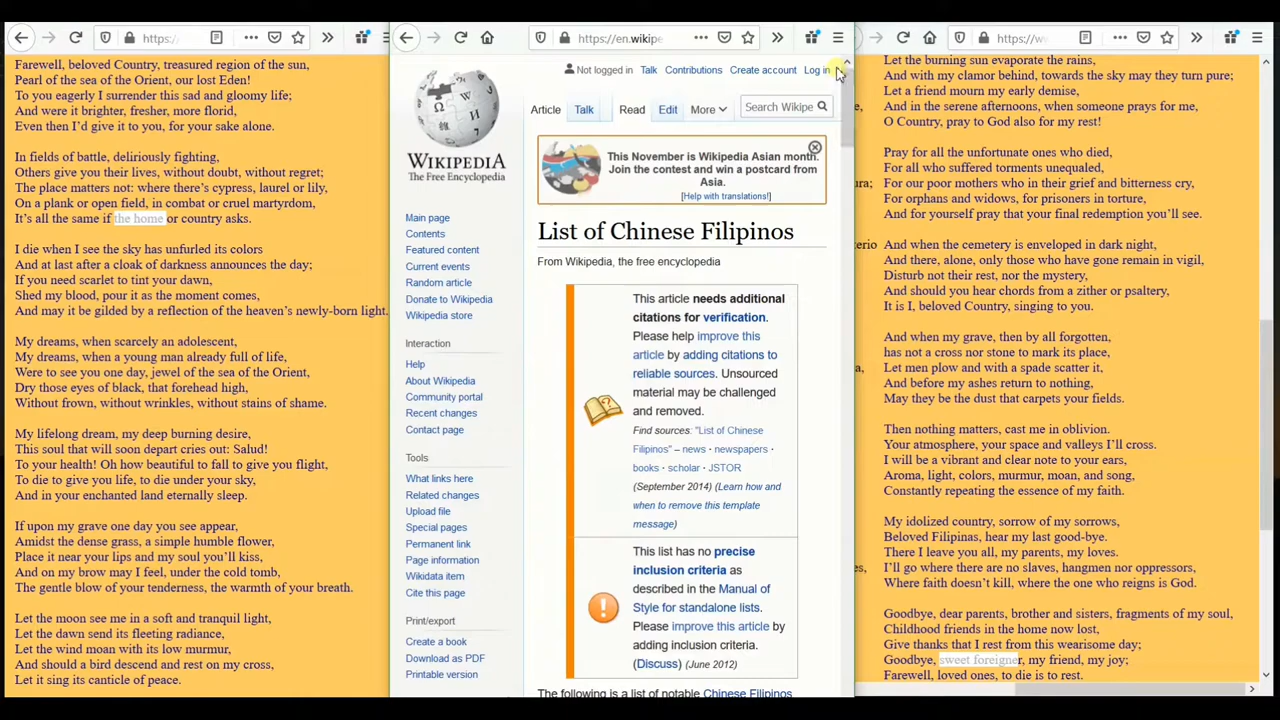 https:/
Farewell, beloved Country, treasured region of the sun,
Pearl of the sea of the Orient, our lost Eden!
To you eagerly I surrender this sad and gloomy life;
And were it brighter, fresher, more florid,
Even then I'd give it to you, for your sake alone.
In fields of battle, deliriously fighting,
Others give you their lives, without doubt, without regret;
The place matters not: where there's cypress, laurel or lily,
On a plank or open field, in combat or cruel martyrdom,
It's all the same if the home or country asks.
I die when I see the sky has unfurled its colors
And at last after a cloak of darkness announces the day;
If you need scarlet to tint your dawn,
Shed my blood, pour it as the moment comes,
And may it be gilded by a reflection of the heaven's newly-born light.
My dreams, when scarcely an adolescent,
My dreams, when a young man already full of life,
Were to see you one day, jewel of the sea of the Orient,
Dry those eyes of black, that forehead high,
Without frown, without wrinkles, without stains of shame.
My lifelong dream, my deep burning desire,
This soul that will soon depart cries out: Salud!
To your health! Oh how beautiful to fall to give you flight,
To die to give you life, to die under your sky,
And in your enchanted land eternally sleep.
If upon my grave one day you see appear,
Amidst the dense grass, a simple humble flower,
Place it near your lips and my soul you'll kiss,
And on my brow may I feel, under the cold tomb,
The gentle blow of your tenderness, the warmth of your breath.
Let the moon see me in a soft and tranquil light,
Let the dawn send its fleeting radiance,
Let the wind moan with its low murmur,
And should a bird descend and rest on my cross,
Let it sing its canticle of peace.
https://en.wikipe
Not logged in Talk Contributions Create account Log in
Article Talk Read Edit More Search Wikipe
WIKIPEDIA
The Free Encyclopedia
Main page
Contents
Featured content
Current events
Random article
Donate to Wikipedia
Wikipedia store
Interaction
Help
About Wikipedia
Community portal
Recent changes
Contact page
Tools
What links here
Related changes
Upload file
Special pages
Permanent link
Page information
Wikidata item
Cite this page
Print/export
Create a book
Download as PDF
Printable version
This November is Wikipedia Asian month.
Join the contest and win a postcard from
Asia.
[Help with translations!]
List of Chinese Filipinos
From Wikipedia, the free encyclopedia
This article needs additional
citations for verification.
Please help improve this
article by adding citations to
reliable sources. Unsourced
material may be challenged
and removed.
Find sources: "List of Chinese
Filipinos" – news · newspapers ·
books · scholar · JSTOR
(September 2014) (Learn how and
when to remove this template
message)
This list has no precise
inclusion criteria as
described in the Manual of
Style for standalone lists.
Please improve this article by
adding inclusion criteria.
(Discuss) (June 2012)
The following is a list of notable Chinese Filipinos
https://w
Let the burning sun evaporate the rains,
And with my clamor behind, towards the sky may they turn pure;
Let a friend mourn my early demise,
And in the serene afternoons, when someone prays for me,
O Country, pray to God also for my rest!
Pray for all the unfortunate ones who died,
For all who suffered torments unequaled,
For our poor mothers who in their grief and bitterness cry,
For orphans and widows, for prisoners in torture,
And for yourself pray that your final redemption you'll see.
And when the cemetery is enveloped in dark night,
And there, alone, only those who have gone remain in vigil,
Disturb not their rest, nor the mystery,
And should you hear chords from a zither or psaltery,
It is I, beloved Country, singing to you.
And when my grave, then by all forgotten,
has not a cross nor stone to mark its place,
Let men plow and with a spade scatter it,
And before my ashes return to nothing,
May they be the dust that carpets your fields.
Then nothing matters, cast me in oblivion.
Your atmosphere, your space and valleys I'll cross.
I will be a vibrant and clear note to your ears,
Aroma, light, colors, murmur, moan, and song,
Constantly repeating the essence of my faith.
My idolized country, sorrow of my sorrows,
Beloved Filipinas, hear my last good-bye.
There I leave you all, my parents, my loves.
I'll go where there are no slaves, hangmen nor oppressors,
Where faith doesn't kill, where the one who reigns is God.
Goodbye, dear parents, brother and sisters, fragments of my soul,
Childhood friends in the home now lost,
Give thanks that I rest from this wearisome day;
Goodbye, sweet foreigner, my friend, my joy;
Farewell, loved ones, to die is to rest.